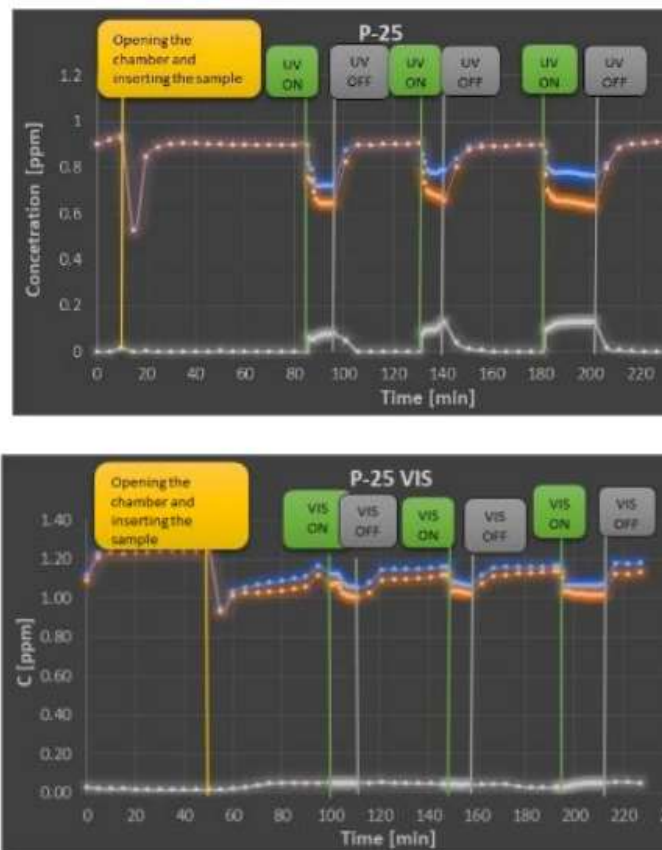 P-25
Opening the
chamber and
inserting the sample
UV
ON
UV
OFF
UV
ON
UV
OFF
UV
ON
UV
OFF
1.2
1
0.8
0.6
0.4
0.2
0
Concetration [ppm]
0 20 40 60 80 100 120 140 160 180 200 220
Time [min]
P-25 VIS
Opening the
chamber and
inserting the
sample
VIS
ON
VIS
OFF
VIS
ON
VIS
OFF
VIS
ON
VIS
OFF
1.40
1.20
1.00
0.80
0.60
0.40
0.20
0.00
C [ppm]
0 20 40 60 80 100 120 140 160 180 200 220
Time [min]